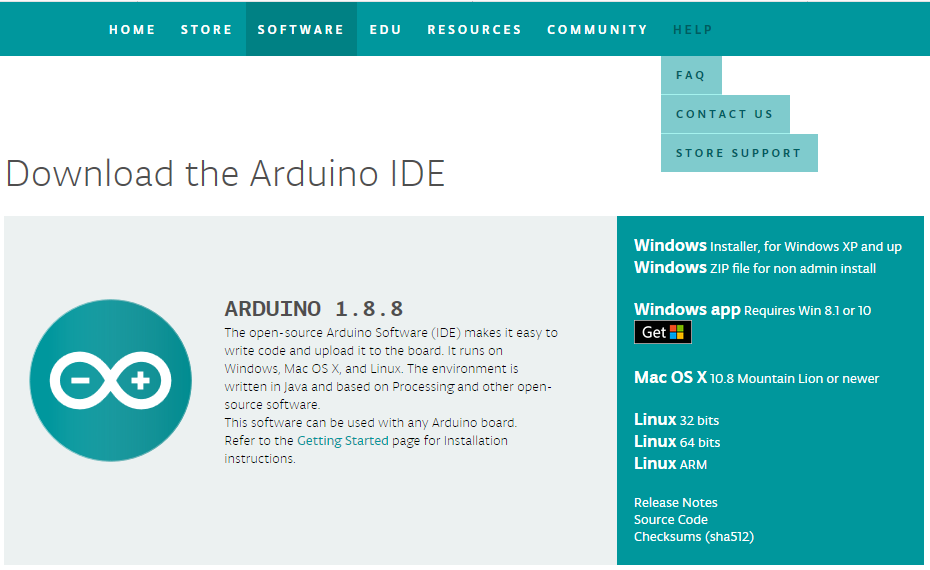 HOME STORE SOFTWARE EDU RESOURCES COMMUNITY HELP
FAQ
CONTACT US
STORE SUPPORT
Download the Arduino IDE
ARDUINO 1.8.8
The open-source Arduino Software (IDE) makes it easy to
write code and upload it to the board. It runs on
Windows, Mac OS X, and Linux. The environment is
written in Java and based on Processing and other open-
source software.
This software can be used with any Arduino board.
Refer to the Getting Started page for Installation
instructions.
Windows Installer, for Windows XP and up
Windows ZIP file for non admin install
Windows app Requires Win 8.1 or 10
Get
Mac OS X 10.8 Mountain Lion or newer
Linux 32 bits
Linux 64 bits
Linux ARM
Release Notes
Source Code
Checksums (sha512)